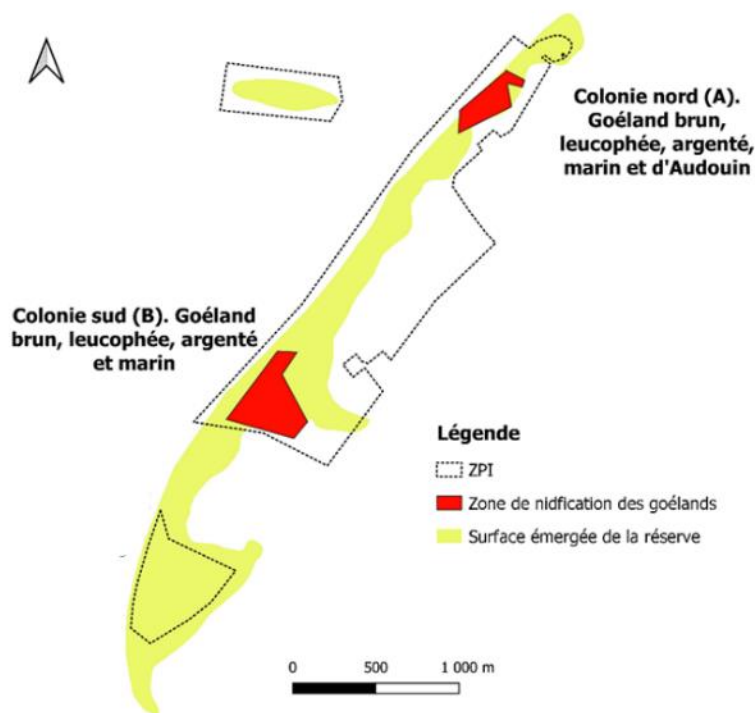 Colonie nord (A).
Goéland brun,
leucophée, argenté,
marin et d'Audouin
Colonie sud (B). Goéland
brun, leucophée, argenté
et marin
Légende
ZPI
Zone de nidfication des goélands
Surface émergée de la réserve
0 500 1 000 m